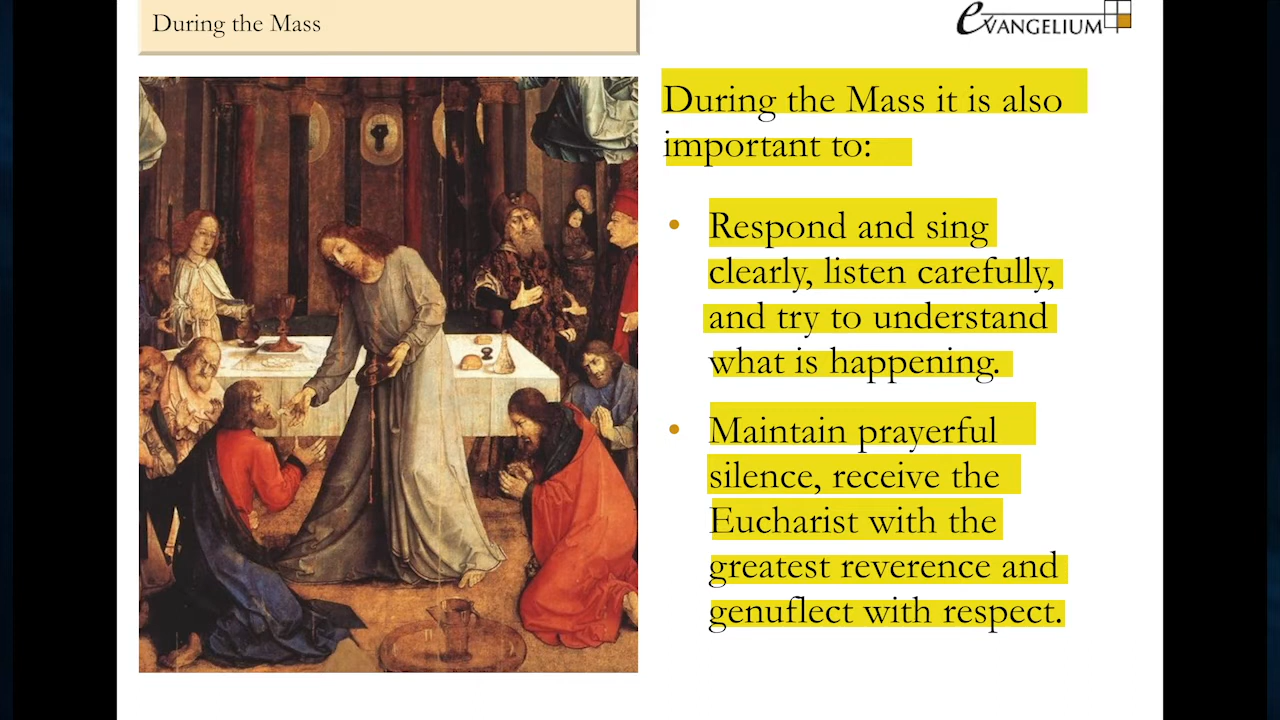 During the Mass
eVANGELIUM
During the Mass it is also
important to:
• Respond and sing
clearly, listen carefully,
and try to understand
what is happening.
• Maintain prayerful
silence, receive the
Eucharist with the
greatest reverence and
genuflect with respect.